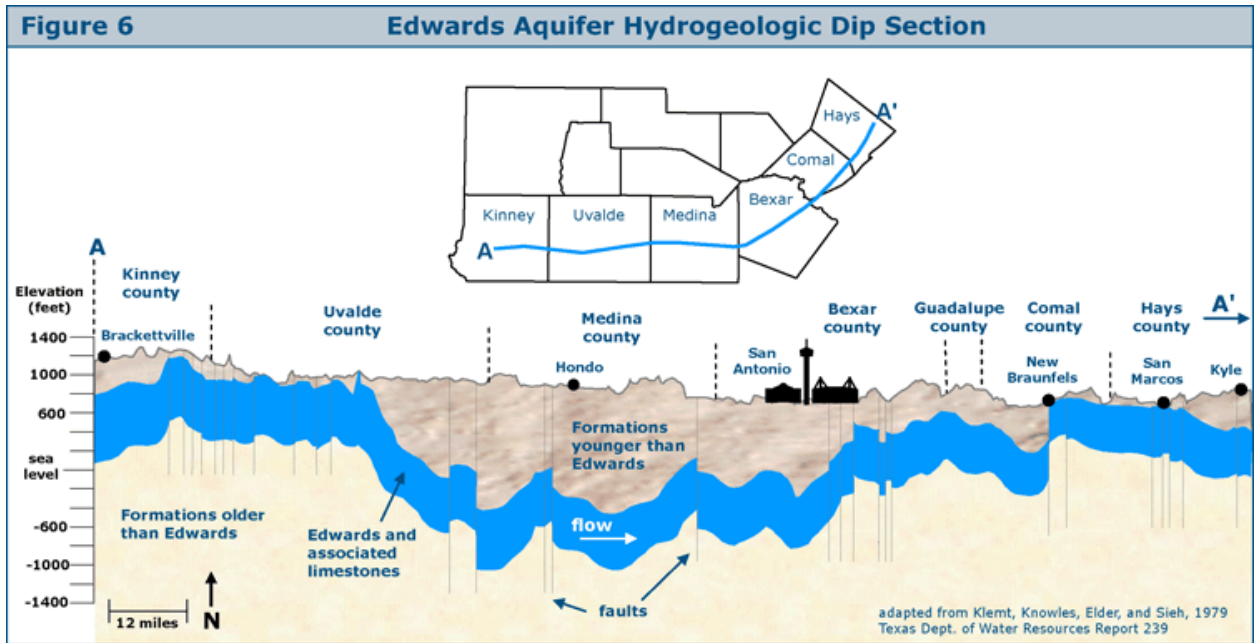 Figure 6 Edwards Aquifer Hydrogeologic Dip Section
A'
Hays
Comal
Bexar
Kinney
Uvalde
Medina
A
A
Kinney
county
Uvalde
county
Medina
county
Bexar
county
Guadalupe
county
Comal
county
Hays
county
A'
Elevation
(feet)
1400
1000
600
sea
level
-600
-1000
-1400
Brackettville
Hondo
San
Antonio
New
Braunfels
San
Marcos
Kyle
Formations
younger than
Edwards
Formations older
than Edwards
Edwards and
associated
limestones
flow
faults
12 miles
N
adapted from Klemt, Knowles, Elder, and Sieh, 1979
Texas Dept. of Water Resources Report 239